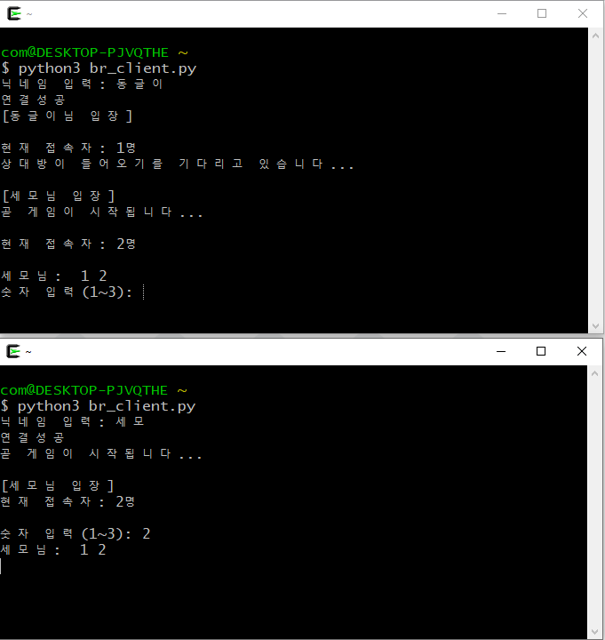 ~
com@DESKTOP-PJVQTHE ~
$ python3 br_client.py
닉네임 입력: 동글이
연결성공
[동글이님 입장]
현재 접속자: 1명
상대방이 들어오기를 기다리고 있습니다...
[세모님 입장]
곧 게임이 시작됩니다...
현재 접속자: 2명
세모님: 1 2
숫자 입력(1~3):
~
com@DESKTOP-PJVQTHE ~
$ python3 br_client.py
닉네임 입력: 세모
연결성공
곧 게임이 시작됩니다...
[세모님 입장]
현재 접속자: 2명
숫자 입력(1~3): 2
세모님: 1 2